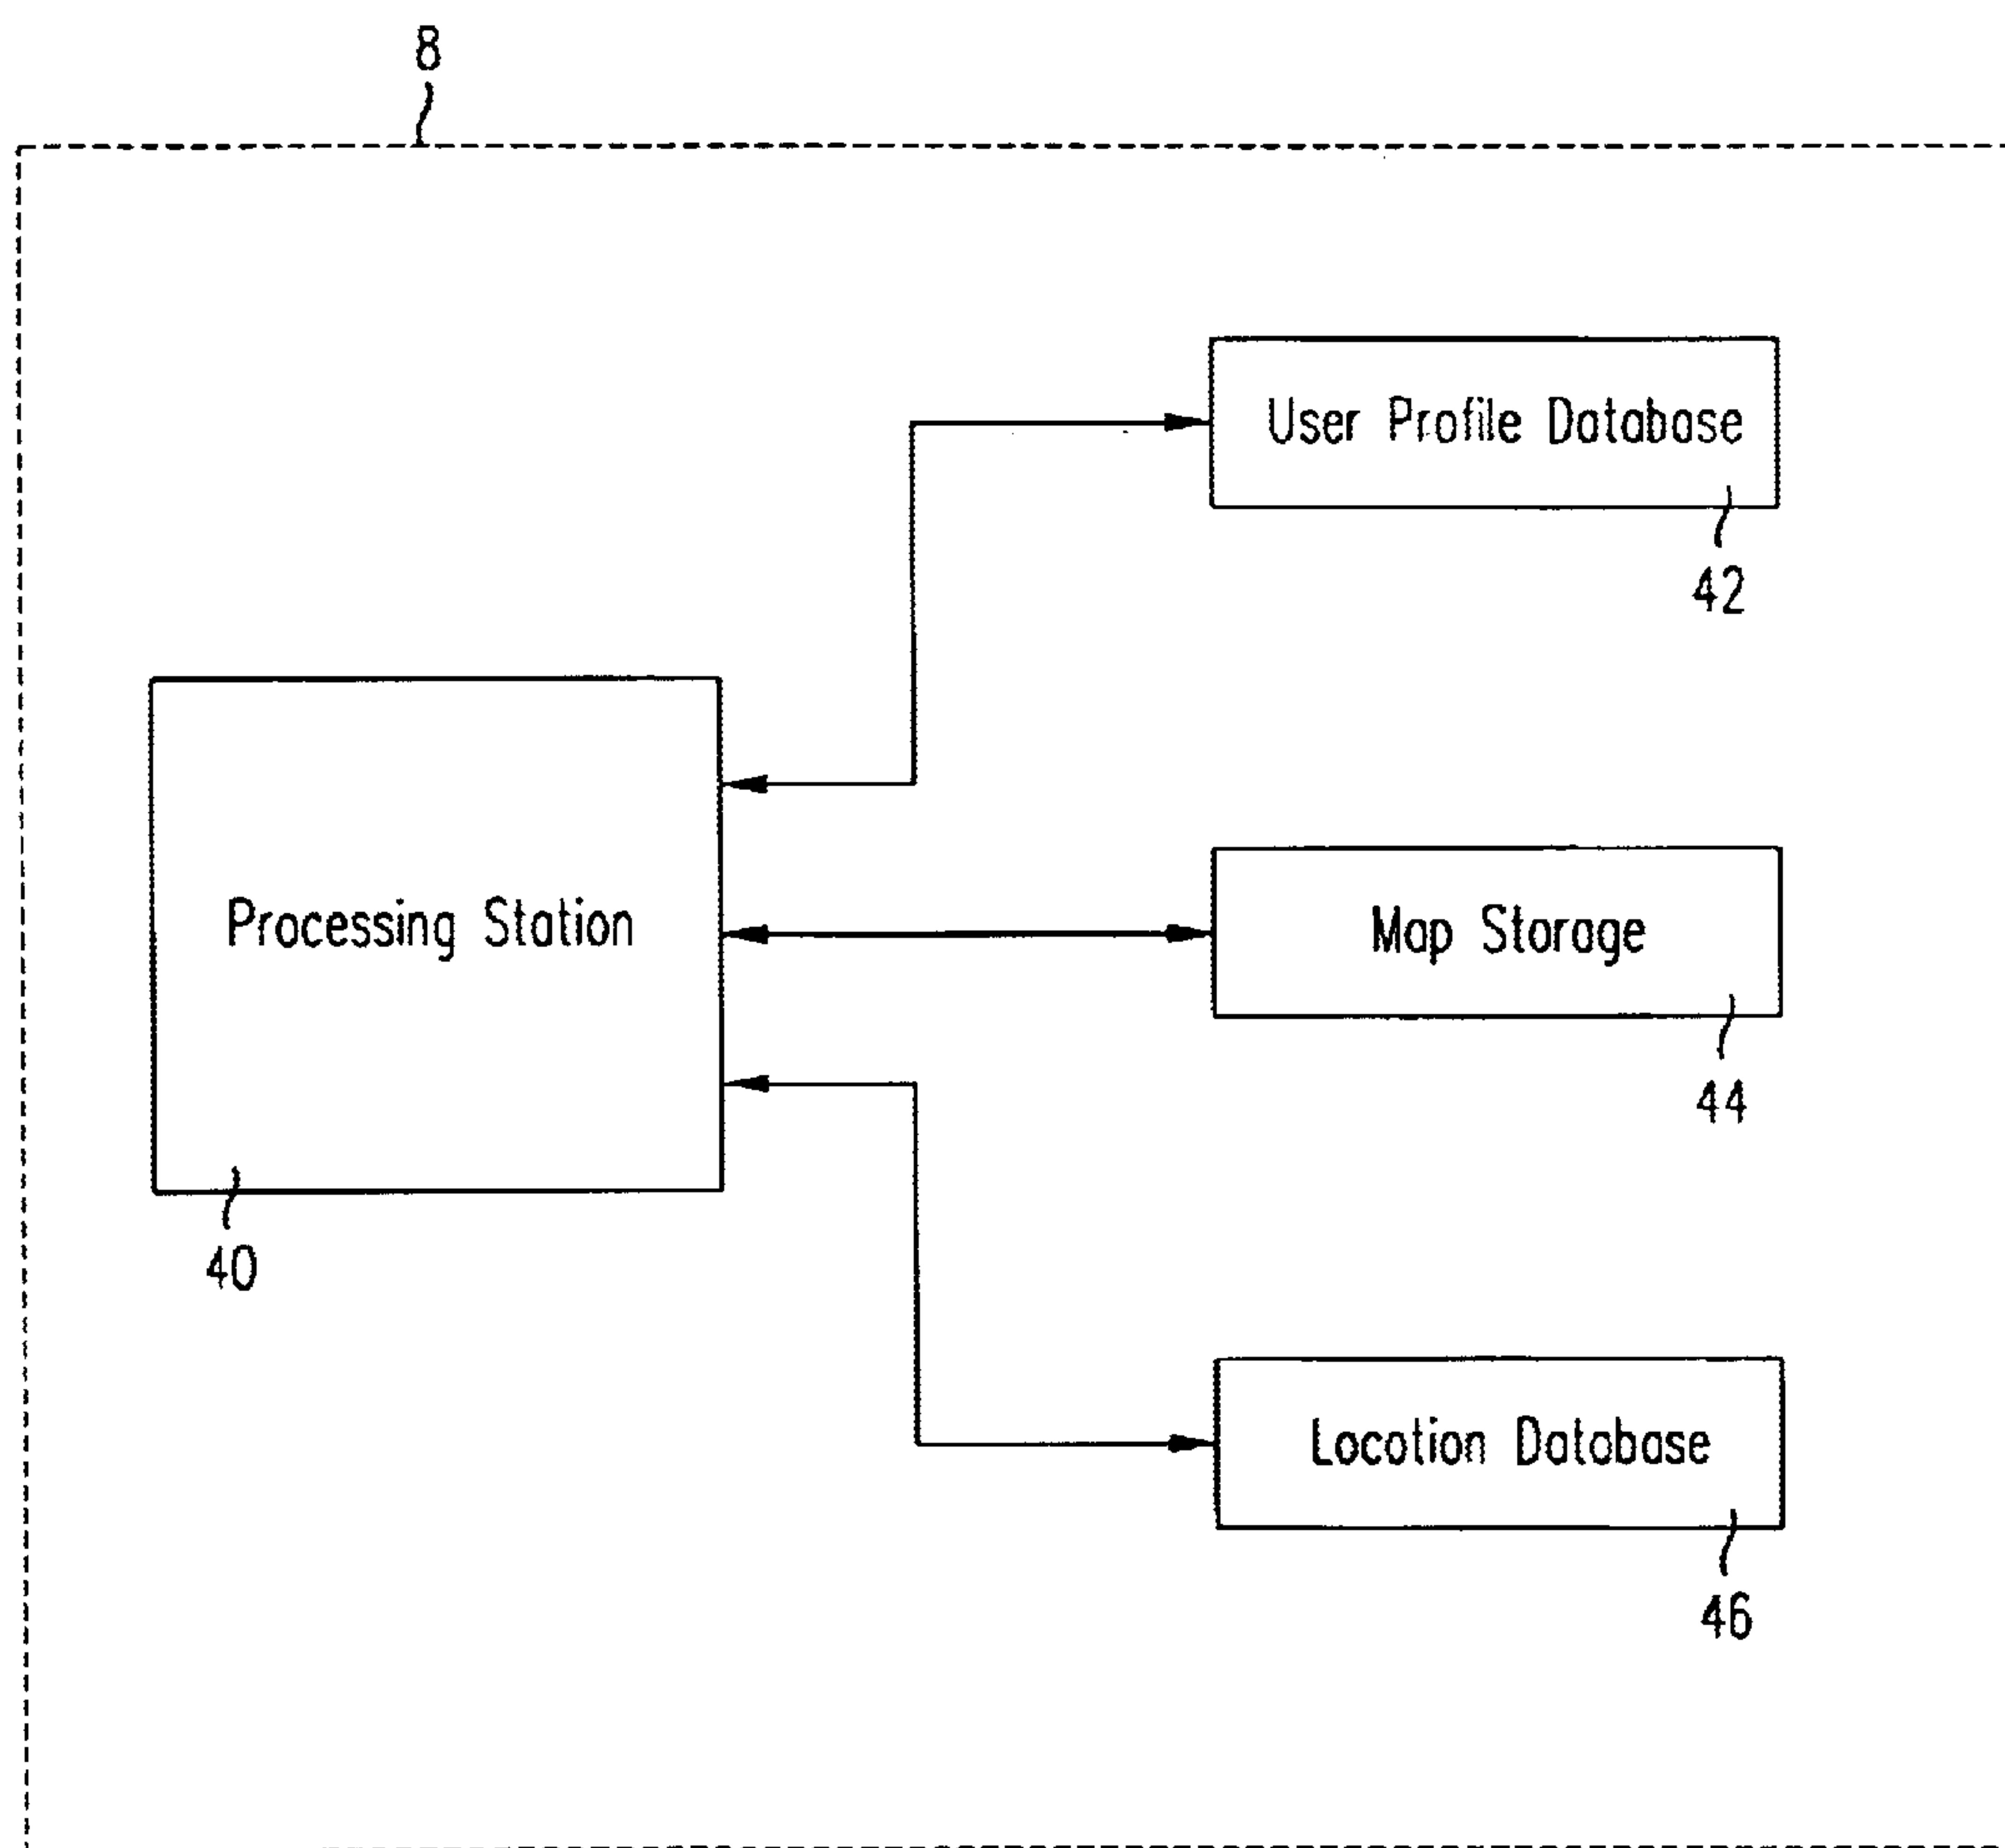 8
User Profile Database
42
Processing Station
40
Map Storage
44
Location Database
46